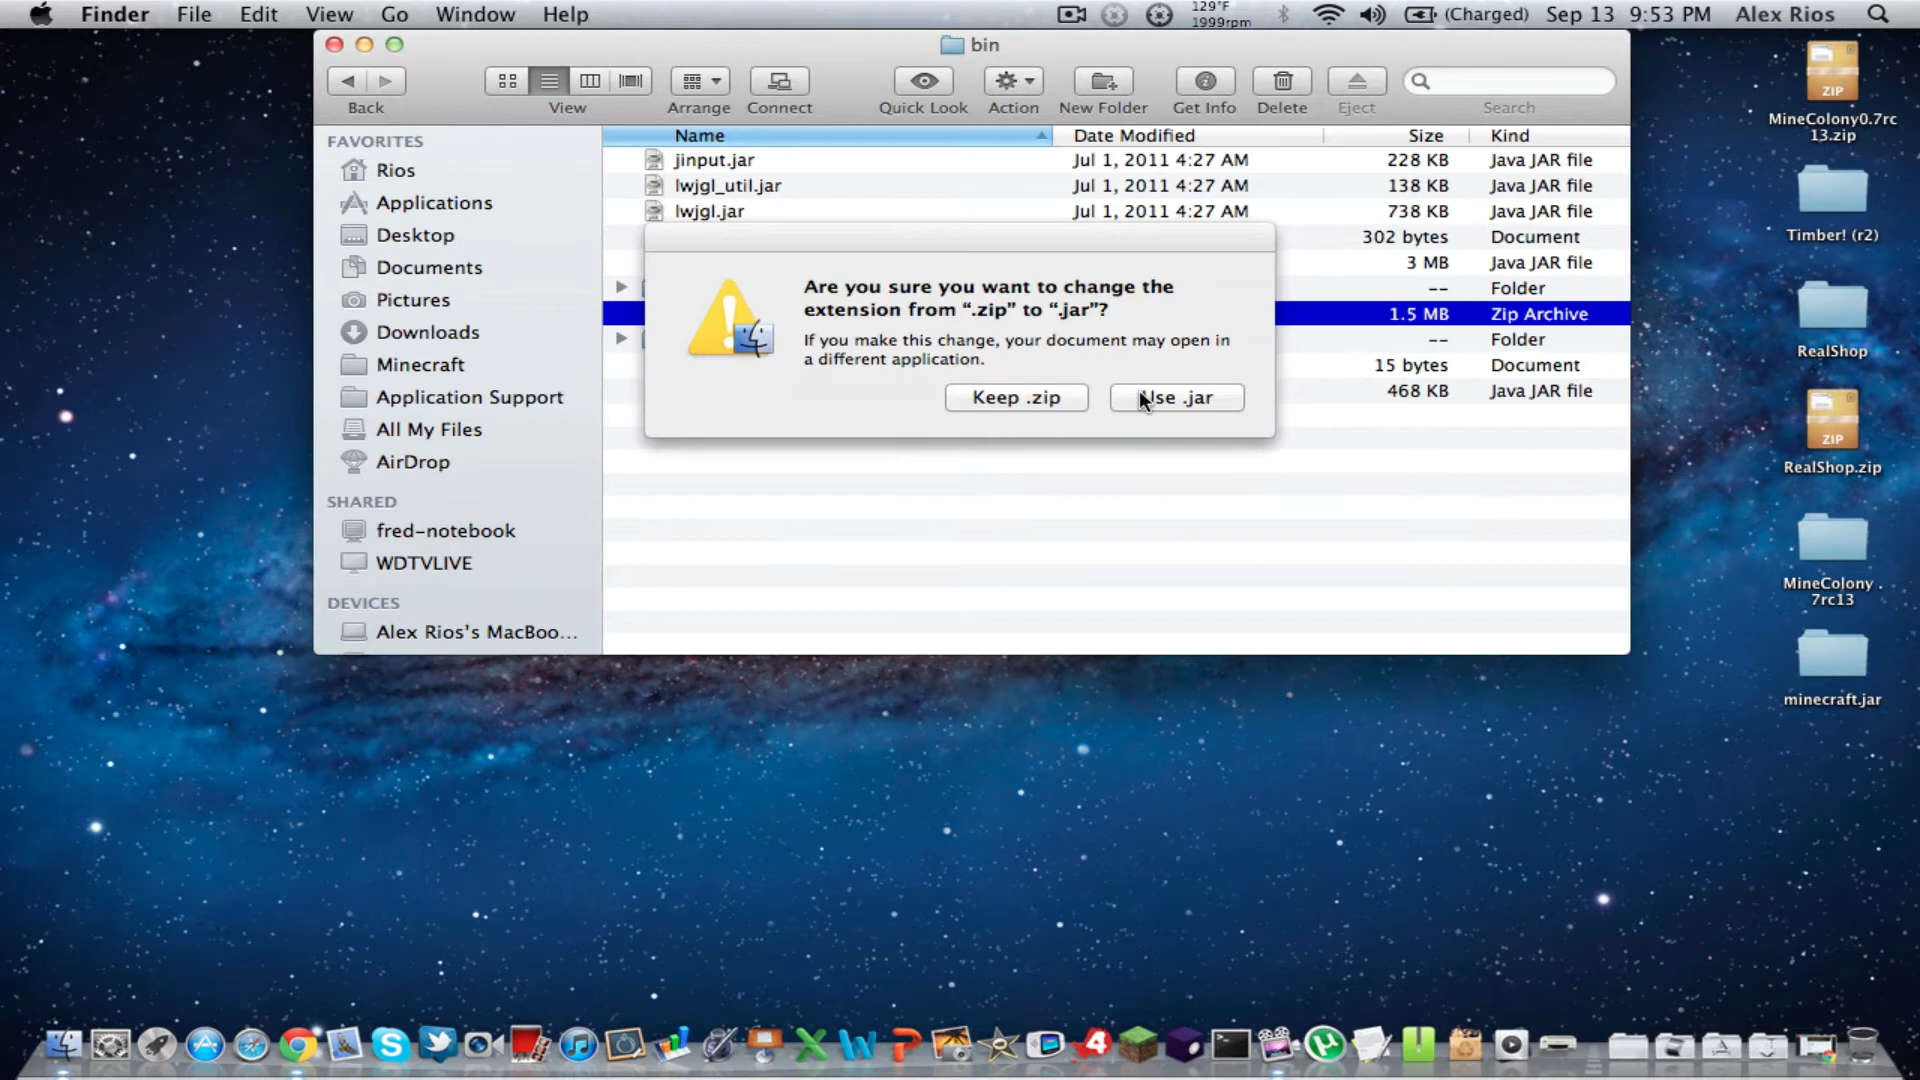 Finder File Edit View Go Window Help 129°F 1999rpm (Charged) Sep 13 9:53 PM Alex Rios
bin
Back View Arrange Connect Quick Look Action New Folder Get Info Delete Eject Search
FAVORITES
Rios
Applications
Desktop
Documents
Pictures
Downloads
Minecraft
Application Support
All My Files
AirDrop
SHARED
fred-notebook
WDTVLIVE
DEVICES
Alex Rios's MacBoo...
Name Date Modified Size Kind
jinput.jar Jul 1, 2011 4:27 AM 228 KB Java JAR file
lwjgl_util.jar Jul 1, 2011 4:27 AM 138 KB Java JAR file
lwjgl.jar Jul 1, 2011 4:27 AM 738 KB Java JAR file
302 bytes Document
3 MB Java JAR file
-- Folder
1.5 MB Zip Archive
-- Folder
15 bytes Document
468 KB Java JAR file
Are you sure you want to change the
extension from “.zip” to “.jar”?
If you make this change, your document may open in
a different application.
Keep .zip Use .jar
ZIP
MineColony0.7rc
13.zip
Timber! (r2)
RealShop
ZIP
RealShop.zip
MineColony .
7rc13
minecraft.jar